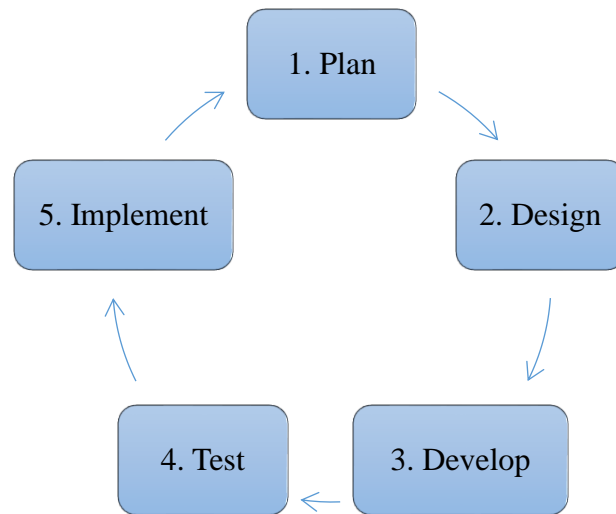 1. Plan
2. Design
3. Develop
4. Test
5. Implement